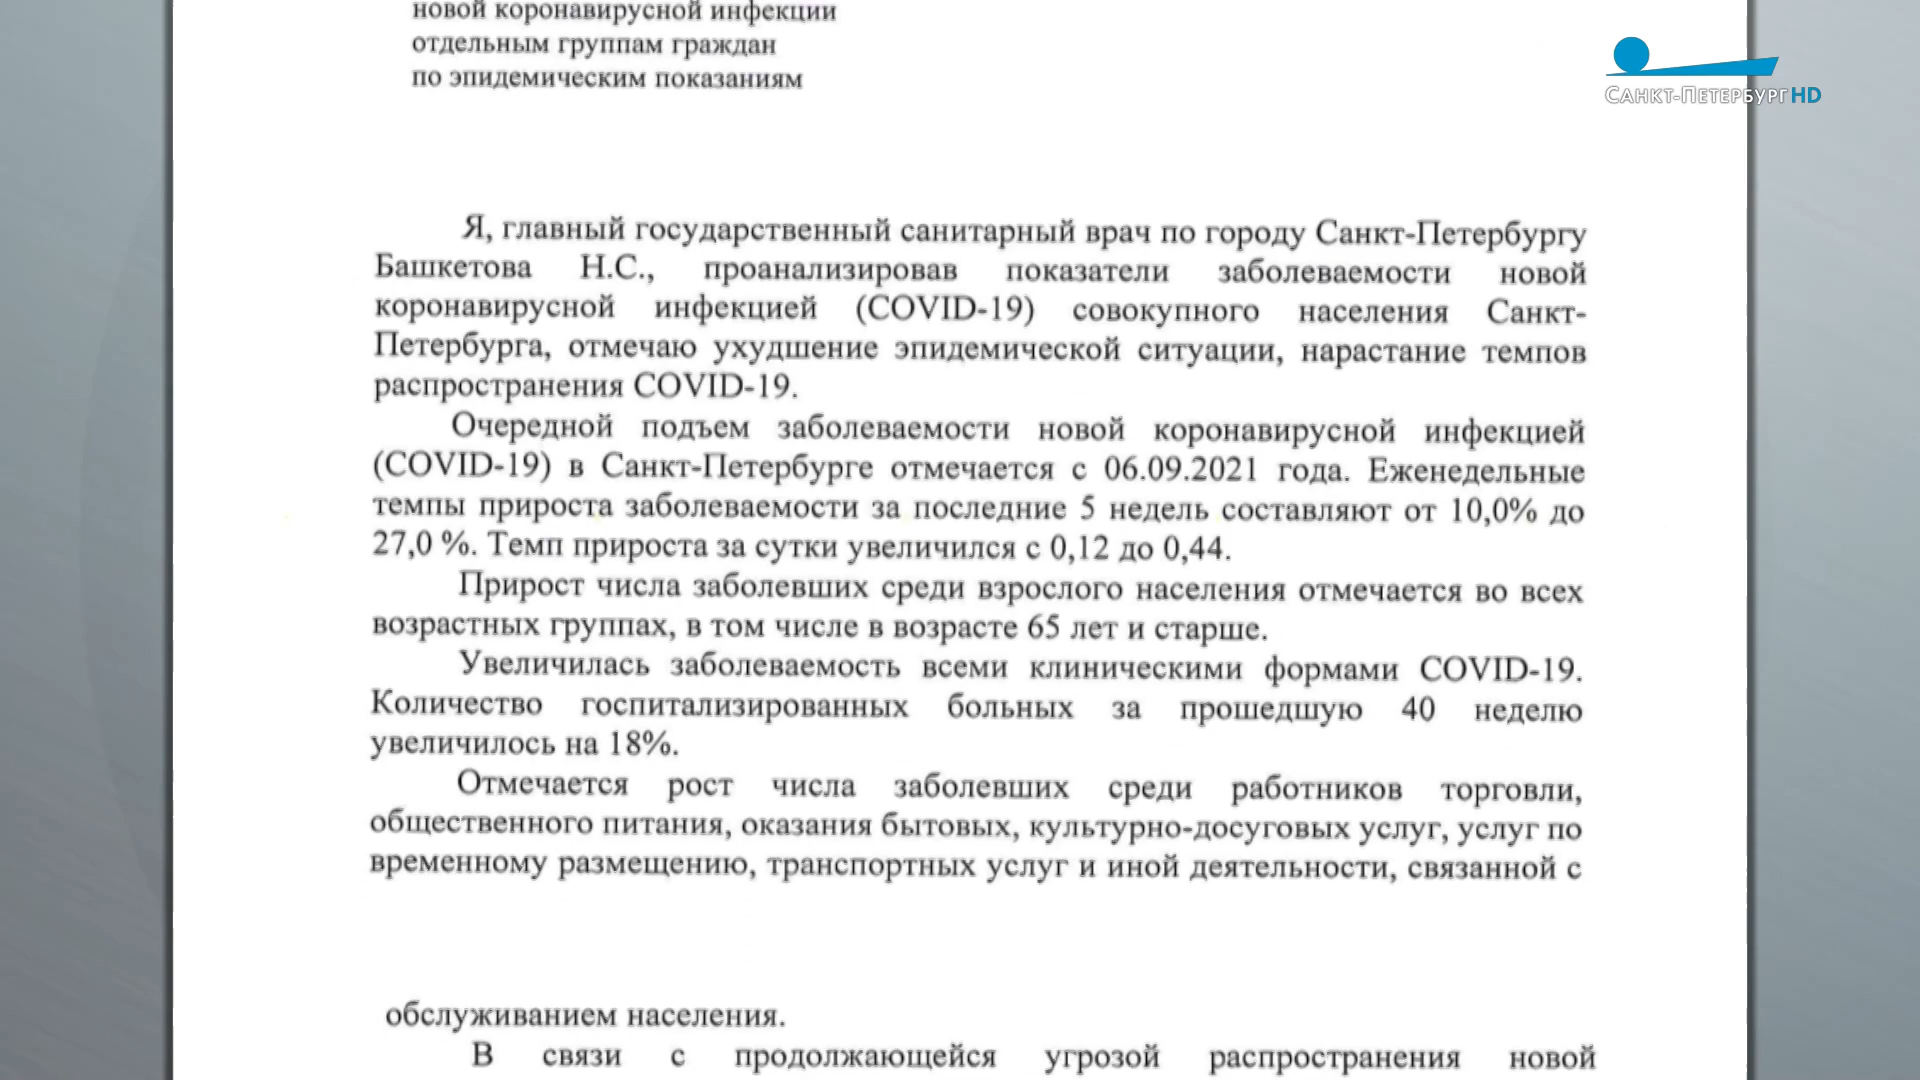 новой коронавирусной инфекции
отдельным группам граждан
по эпидемическим показаниям
САНКТ-ПЕТЕРБУРГ HD
Я, главный государственный санитарный врач по городу Санкт-Петербургу
Башкетова Н.С., проанализировав показатели заболеваемости новой
коронавирусной инфекцией (COVID-19) совокупного населения Санкт-
Петербурга, отмечаю ухудшение эпидемической ситуации, нарастание темпов
распространения COVID-19.
Очередной подъем заболеваемости новой коронавирусной инфекцией
(COVID-19) в Санкт-Петербурге отмечается с 06.09.2021 года. Еженедельные
темпы прироста заболеваемости за последние 5 недель составляют от 10,0% до
27,0 %. Темп прироста за сутки увеличился с 0,12 до 0,44.
Прирост числа заболевших среди взрослого населения отмечается во всех
возрастных группах, в том числе в возрасте 65 лет и старше.
Увеличилась заболеваемость всеми клиническими формами COVID-19.
Количество госпитализированных больных за прошедшую 40 неделю
увеличилось на 18%.
Отмечается рост числа заболевших среди работников торговли,
общественного питания, оказания бытовых, культурно-досуговых услуг, услуг по
временному размещению, транспортных услуг и иной деятельности, связанной с
обслуживанием населения.
В связи с продолжающейся угрозой распространения новой